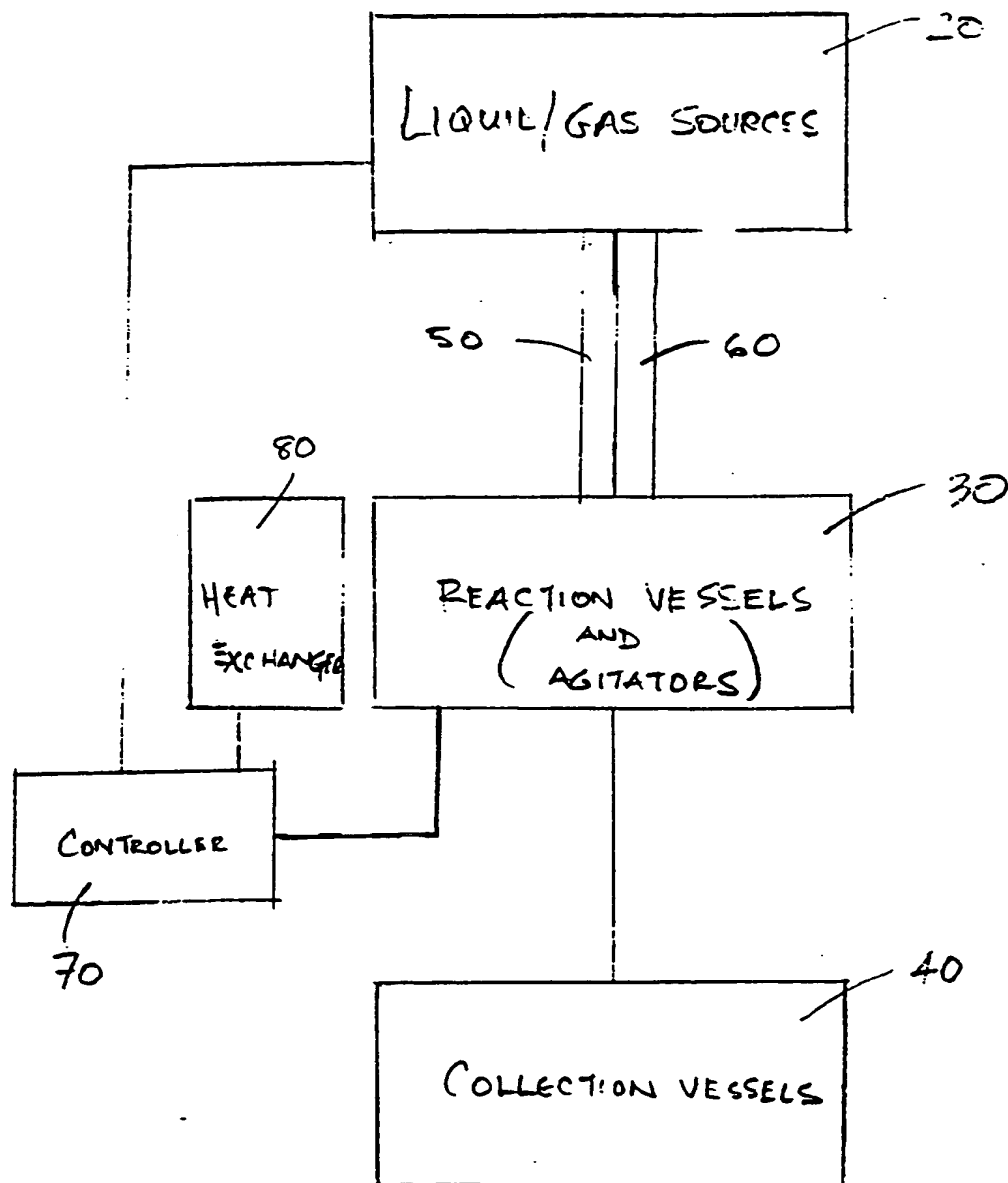 20
LIQUIL/GAS SOURCES
50
60
80
30
HEAT
EXCHANGER
REACTION VESSELS
(AND
AGITATORS)
CONTROLLER
70
40
COLLECTION VESSELS